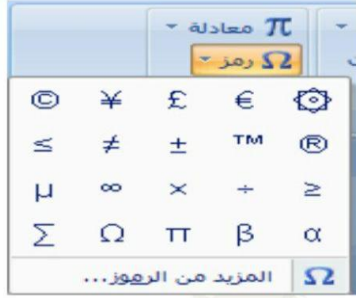 π معادلة
Ω رمز
۞ € £ ¥ ©
® ™ ± ≠ ≤
≥ ÷ × ∞ µ
α β π Ω ∑
Ω المزيد من الرموز...